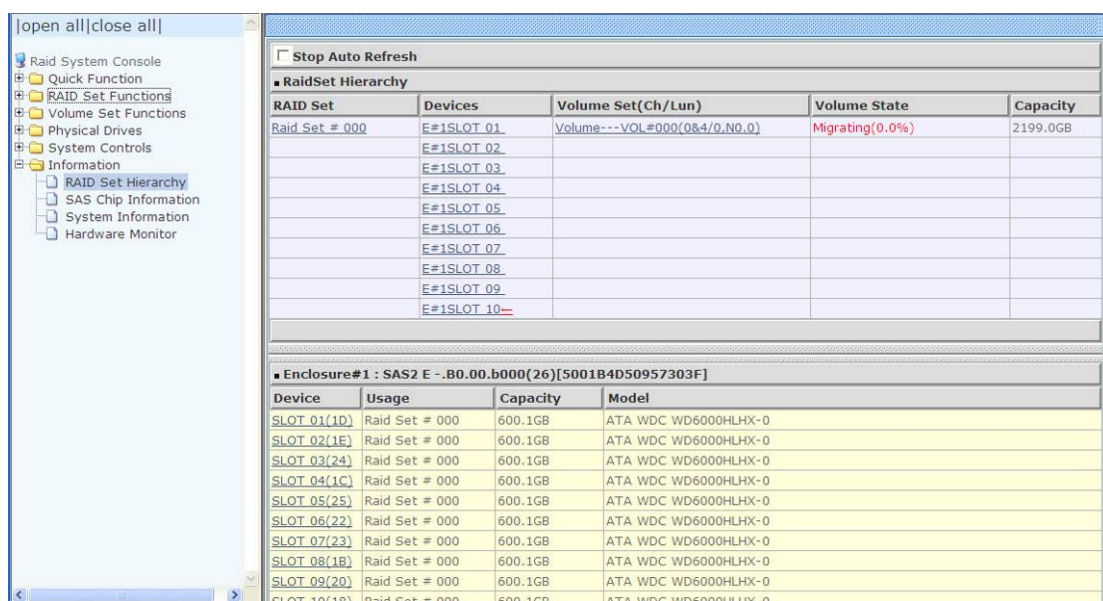 |open all|close all|
Raid System Console
Quick Function
RAID Set Functions
Volume Set Functions
Physical Drives
System Controls
Information
RAID Set Hierarchy
SAS Chip Information
System Information
Hardware Monitor
Stop Auto Refresh
RaidSet Hierarchy
RAID Set Devices Volume Set(Ch/Lun) Volume State Capacity
Raid Set # 000 E#1SLOT 01 Volume---VOL#000(0&4/0,N0.0) Migrating(0.0%) 2199.0GB
E#1SLOT 02
E#1SLOT 03
E#1SLOT 04
E#1SLOT 05
E#1SLOT 06
E#1SLOT 07
E#1SLOT 08
E#1SLOT 09
E#1SLOT 10
Enclosure#1 : SAS2 E -.B0.00.b000(26)[5001B4D50957303F]
Device Usage Capacity Model
SLOT 01(1D) Raid Set # 000 600.1GB ATA WDC WD6000HLHX-0
SLOT 02(1E) Raid Set # 000 600.1GB ATA WDC WD6000HLHX-0
SLOT 03(24) Raid Set # 000 600.1GB ATA WDC WD6000HLHX-0
SLOT 04(1C) Raid Set # 000 600.1GB ATA WDC WD6000HLHX-0
SLOT 05(25) Raid Set # 000 600.1GB ATA WDC WD6000HLHX-0
SLOT 06(22) Raid Set # 000 600.1GB ATA WDC WD6000HLHX-0
SLOT 07(23) Raid Set # 000 600.1GB ATA WDC WD6000HLHX-0
SLOT 08(1B) Raid Set # 000 600.1GB ATA WDC WD6000HLHX-0
SLOT 09(20) Raid Set # 000 600.1GB ATA WDC WD6000HLHX-0
Raid Set # 000 600.1GB ATA WDC WD6000HLHX-0